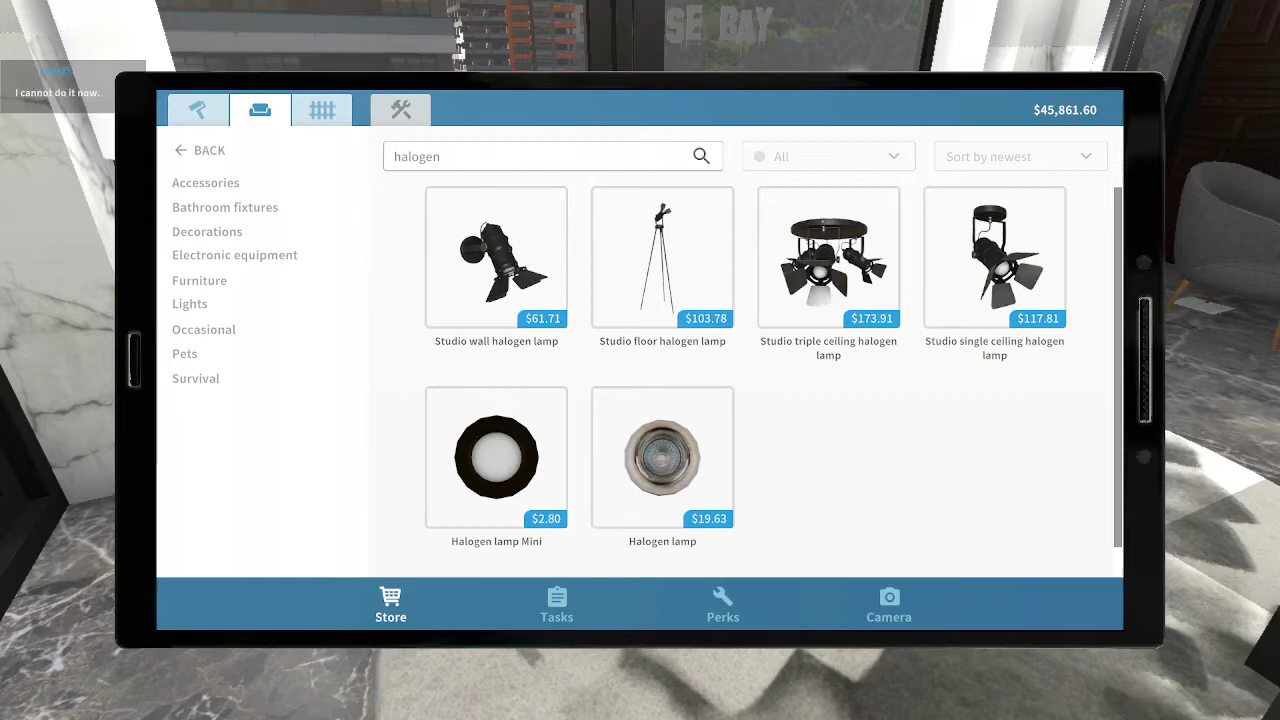 SE BAY
I cannot do it now.
$45,861.60
BACK
halogen
All
Sort by newest
Accessories
Bathroom fixtures
Decorations
Electronic equipment
Furniture
Lights
Occasional
Pets
Survival
$61.71
$103.78
$173.91
$117.81
Studio wall halogen lamp
Studio floor halogen lamp
Studio triple ceiling halogen
lamp
Studio single ceiling halogen
lamp
$2.80
$19.63
Halogen lamp Mini
Halogen lamp
Store
Tasks
Perks
Camera